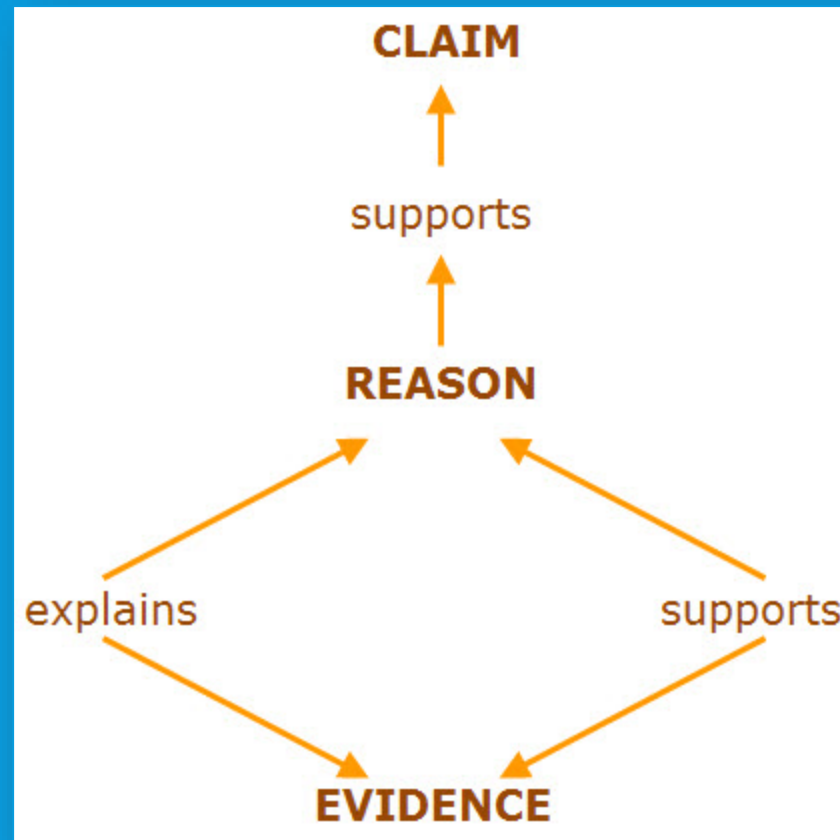 CLAIM
supports
REASON
explains supports
EVIDENCE